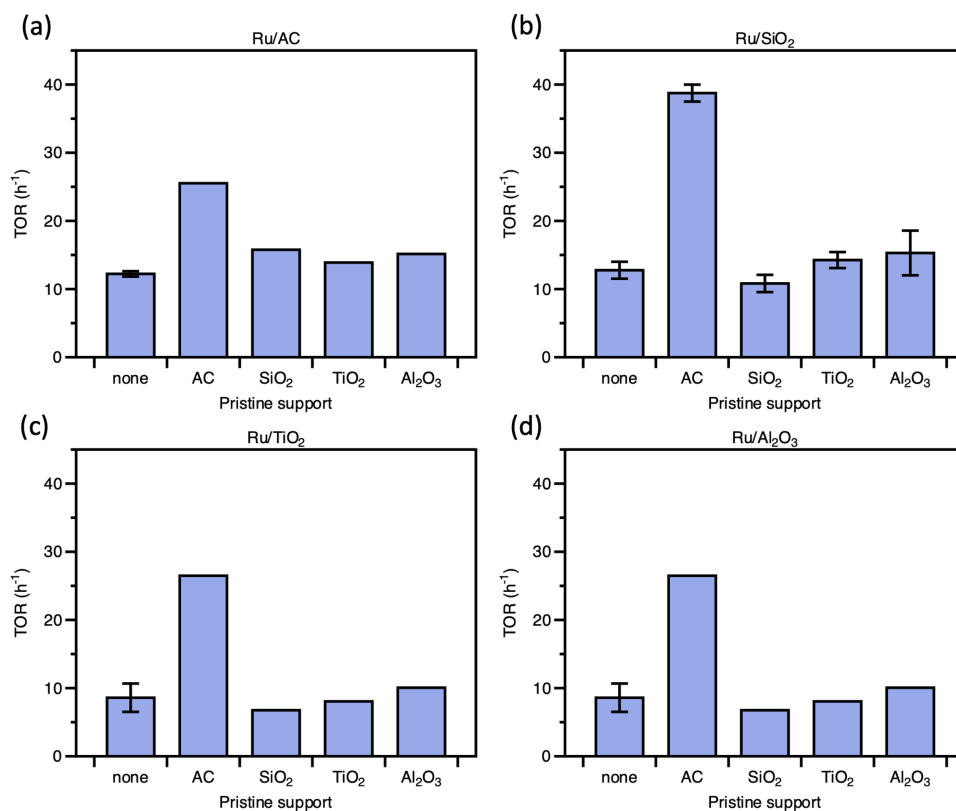 (a)
Ru/AC
TOR (h⁻¹)
40
30
20
10
0
none AC SiO₂ TiO₂ Al₂O₃
Pristine support
(b)
Ru/SiO₂
TOR (h⁻¹)
40
30
20
10
0
none AC SiO₂ TiO₂ Al₂O₃
Pristine support
(c)
Ru/TiO₂
TOR (h⁻¹)
40
30
20
10
0
none AC SiO₂ TiO₂ Al₂O₃
Pristine support
(d)
Ru/Al₂O₃
TOR (h⁻¹)
40
30
20
10
0
none AC SiO₂ TiO₂ Al₂O₃
Pristine support